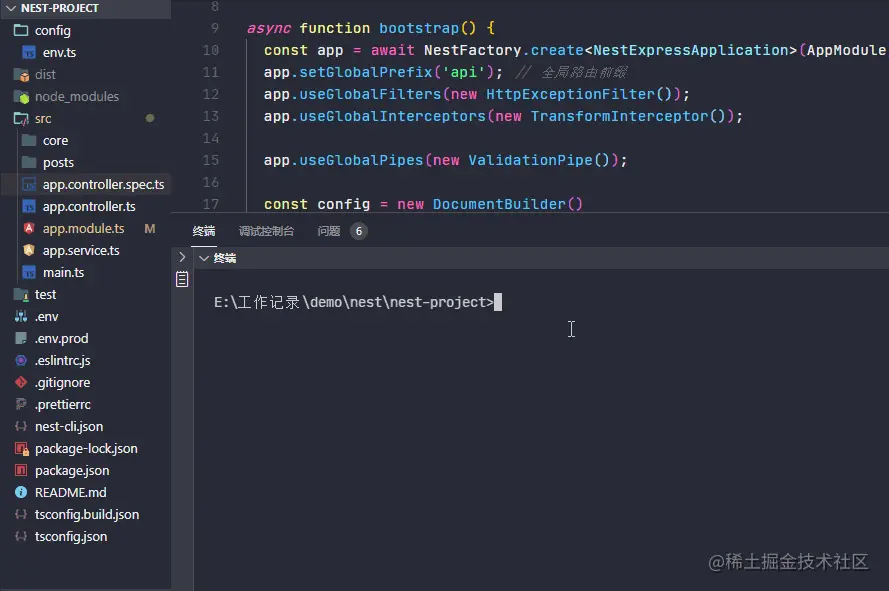 NEST-PROJECT
config
env.ts
dist
node_modules
src
core
posts
app.controller.spec.ts
app.controller.ts
app.module.ts M
app.service.ts
main.ts
test
.env
.env.prod
.eslintrc.js
.gitignore
.prettierrc
nest-cli.json
package-lock.json
package.json
README.md
tsconfig.build.json
tsconfig.json
8
9 async function bootstrap() {
10 const app = await NestFactory.create<NestExpressApplication>(AppModule
11 app.setGlobalPrefix('api'); // 全局路由前缀
12 app.useGlobalFilters(new HttpExceptionFilter());
13 app.useGlobalInterceptors(new TransformInterceptor());
14
15 app.useGlobalPipes(new ValidationPipe());
16
17 const config = new DocumentBuilder()
终端 调试控制台 问题 6
终端
E:\工作记录\demo\nest\nest-project>
@稀土掘金技术社区